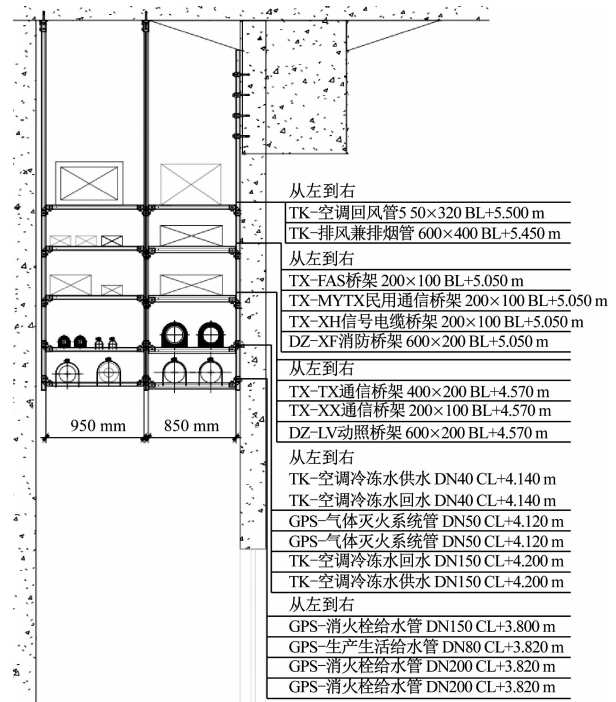 从左到右
TK-空调回风管5 50×320 BL+5.500 m
TK-排风兼排烟管 600×400 BL+5.450 m
从左到右
TX-FAS桥架 200×100 BL+5.050 m
TX-MYTX民用通信桥架 200×100 BL+5.050 m
TX-XH信号电缆桥架 200×100 BL+5.050 m
DZ-XF消防桥架 600×200 BL+5.050 m
从左到右
TX-TX通信桥架 400×200 BL+4.570 m
TX-XX通信桥架 200×100 BL+4.570 m
DZ-LV动照桥架 600×200 BL+4.570 m
950 mm
850 mm
从左到右
TK-空调冷冻水供水 DN40 CL+4.140 m
TK-空调冷冻水回水 DN40 CL+4.140 m
GPS-气体灭火系统管 DN50 CL+4.120 m
GPS-气体灭火系统管 DN50 CL+4.120 m
TK-空调冷冻水回水 DN150 CL+4.200 m
TK-空调冷冻水供水 DN150 CL+4.200 m
从左到右
GPS-消火栓给水管 DN150 CL+3.800 m
GPS-生产生活给水管 DN80 CL+3.820 m
GPS-消火栓给水管 DN200 CL+3.820 m
GPS-消火栓给水管 DN200 CL+3.820 m